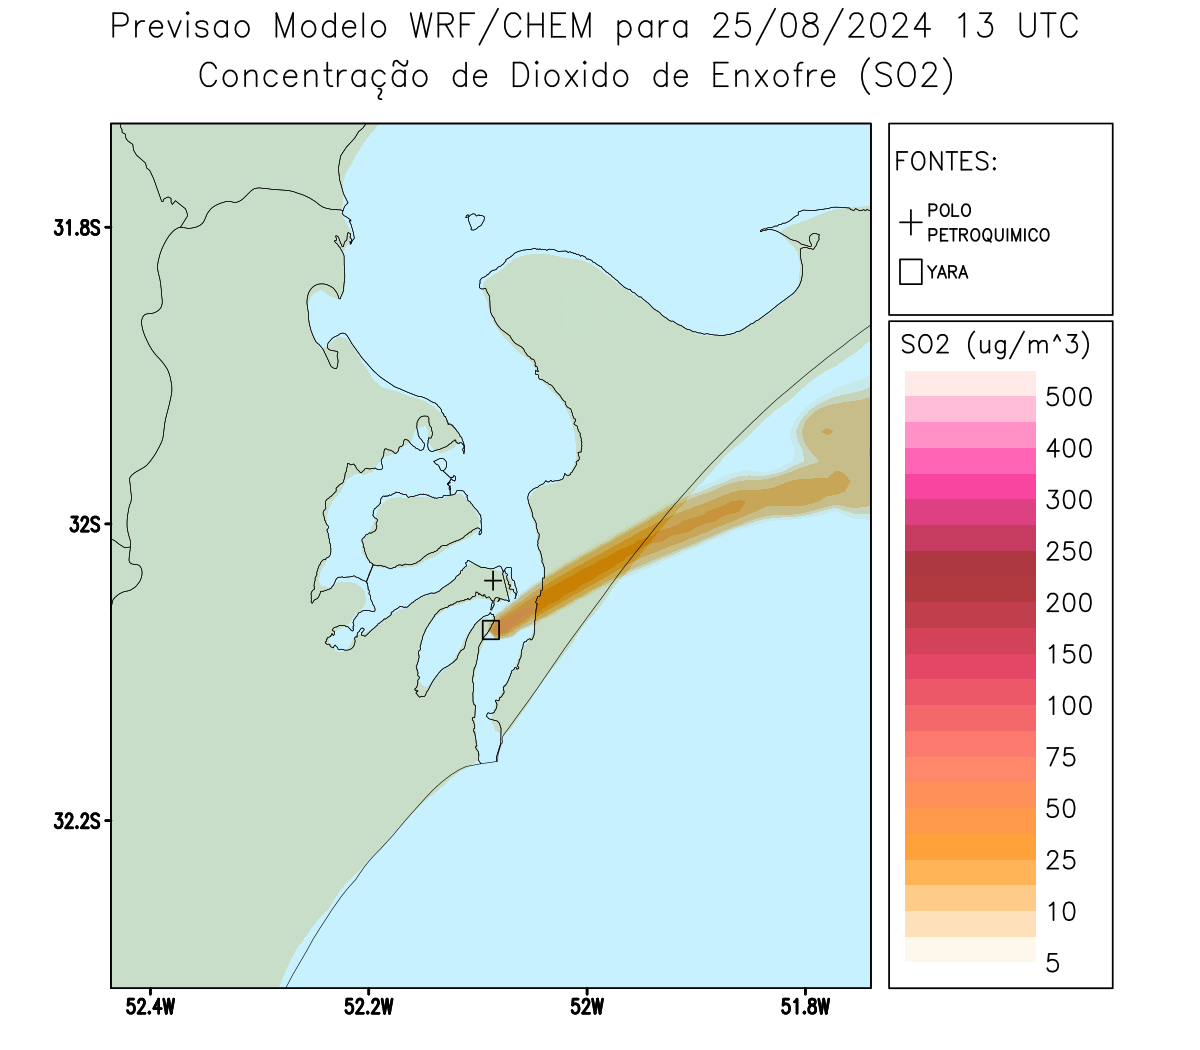 Previsao Modelo WRF/CHEM para 25/08/2024 13 UTC
Concentração de Dioxido de Enxofre (SO2)
FONTES:
POLO
PETROQUIMICO
YARA
31.8S
32S
32.2S
52.4W
52.2W
52W
51.8W
SO2 (ug/m^3)
500
400
300
250
200
150
100
75
50
25
10
5